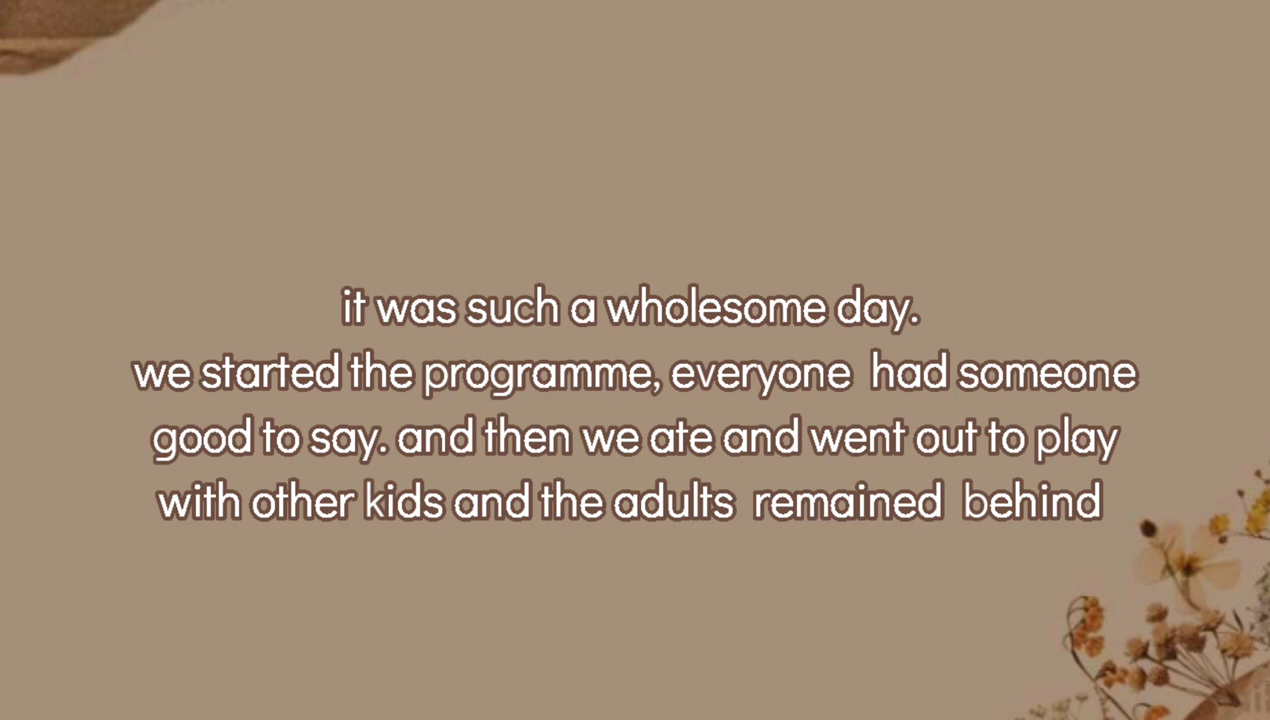 it was such a wholesome day.
we started the programme, everyone had someone
good to say. and then we ate and went out to play
with other kids and the adults remained behind